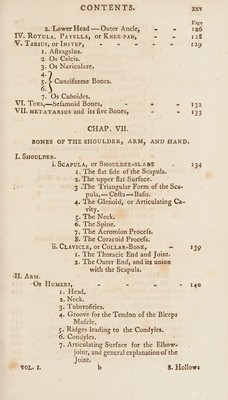 CONTENTS. xxv
Page
2. Lower Head — Outer Ancle, - - 126
IV. ROTULA, PATELLA, or KNEE-PAN, - - 128
V. TARSUS, or INSTEP, - - - - 129
1. Aſtragalus.
2. Os Calcis.
3. Os Naviculare.
4.
5. Cuneiforme Bones.
6.
7. Os Cuboides.
VI. TOES,—Seſamoid Bones, - - - 132
VII. METATARSUS and its five Bones, - - 133
CHAP. VII.
BONES OF THE SHOULDER, ARM, AND HAND.
I. SHOULDER.
i. SCAPULA, or SHOULDER-BLADE - 134
1. The flat ſide of the Scapula.
2. The upper flat Surface.
3. The Triangular Form of the Sca-
pula,—Coſta—Baſis.
4. The Glenoid, or Articulating Ca-
vity.
5. The Neck.
6. The Spine.
7. The Acromion Proceſs.
8. The Coracoid Proceſs.
ii. CLAVICLE, or COLLAR-BONE, - 139
1. The Thoracic End and Joint.
2. The Outer End, and its union
with the Scapula.
II. ARM.
Os HUMERI, - - - - 140
1. Head,
2. Neck.
3. Tuberoſities.
4. Groove for the Tendon of the Biceps
Muſcle.
5. Ridges leading to the Condyles.
6. Condyles.
7. Articulating Surface for the Elbow-
joint, and general explanation of the
Joint.
VOL. I. b 8. Hollows